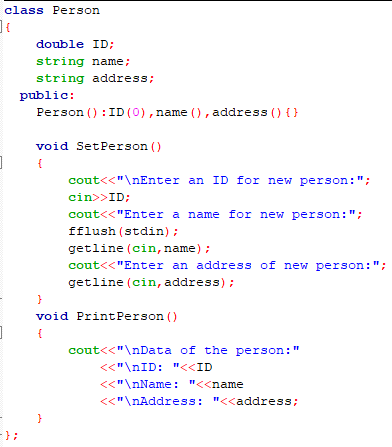 class Person
{
    double ID;
    string name;
    string address;
  public:
    Person():ID(0),name(),address(){}

    void SetPerson()
    {
        cout<<"\nEnter an ID for new person:";
        cin>>ID;
        cout<<"Enter a name for new person:";
        fflush(stdin);
        getline(cin,name);
        cout<<"Enter an address of new person:";
        getline(cin,address);
    }
    void PrintPerson()
    {
        cout<<"\nData of the person:"
            <<"\nID: "<<ID
            <<"\nName: "<<name
            <<"\nAddress: "<<address;
    }
};